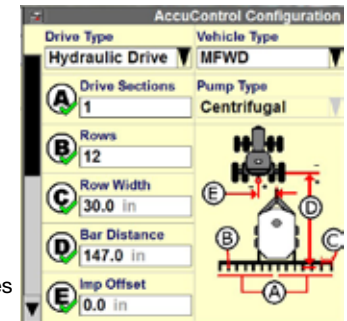 AccuControl Configuration
Drive Type Vehicle Type
Hydraulic Drive MFWD
A Drive Sections Pump Type
1 Centrifugal
B Rows
12
C Row Width
30.0 in
D Bar Distance
147.0 in
E Imp Offset
0.0 in
E D B C A
es